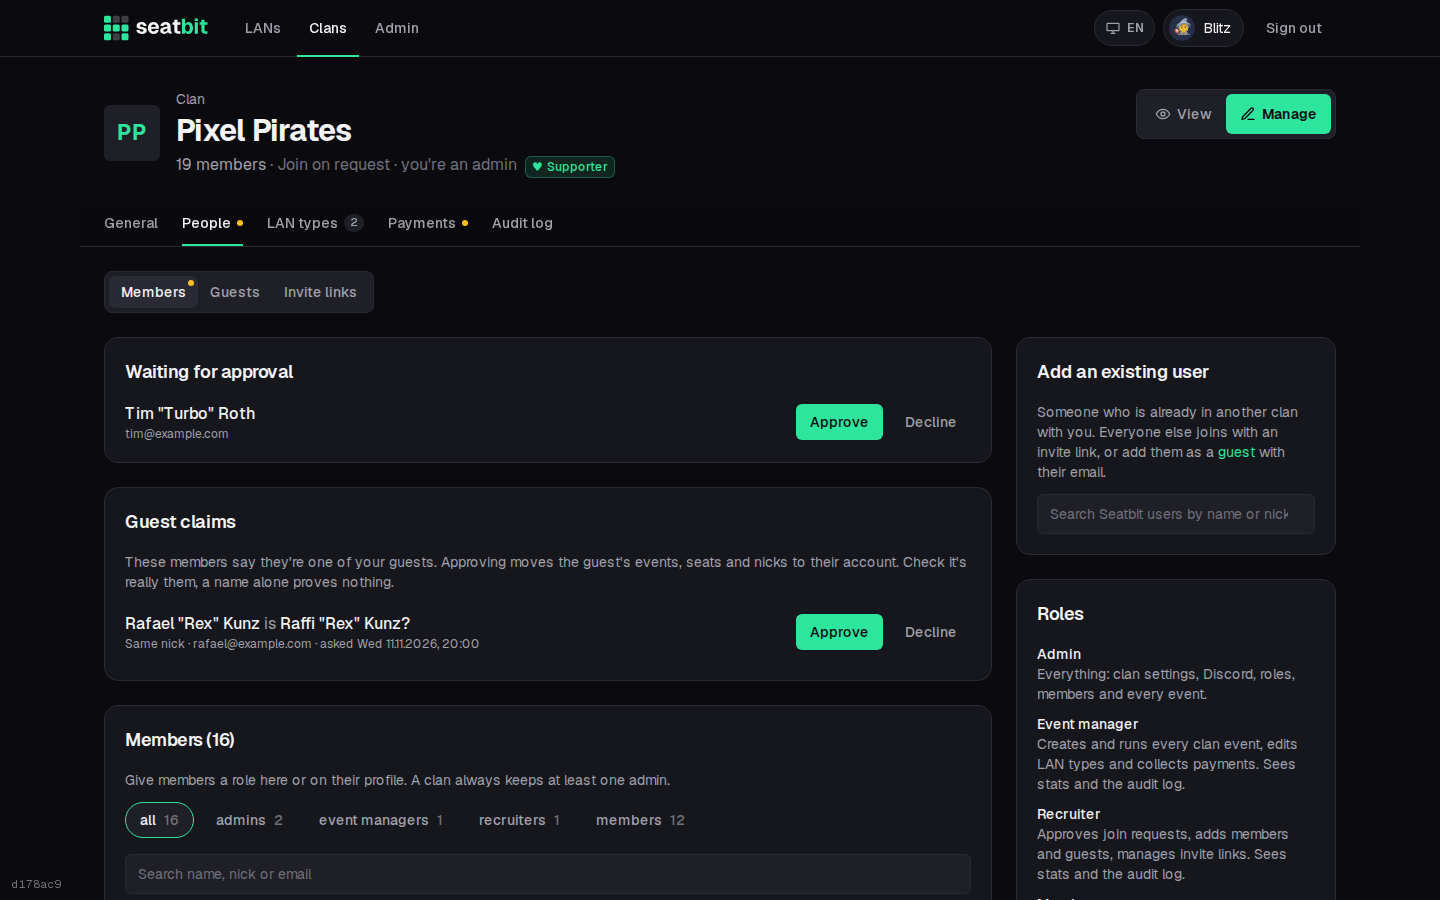 seatbit
LANs
Clans
Admin
EN
Blitz
Sign out
PP
Clan
Pixel Pirates
19 members · Join on request · you're an admin
♥ Supporter
View
Manage
General
People
LAN types 2
Payments
Audit log
Members
Guests
Invite links
Waiting for approval
Tim "Turbo" Roth
tim@example.com
Approve
Decline
Guest claims
These members say they're one of your guests. Approving moves the guest's events, seats and nicks to their account. Check it's
really them, a name alone proves nothing.
Rafael "Rex" Kunz is Raffi "Rex" Kunz?
Same nick · rafael@example.com · asked Wed 11.11.2026, 20:00
Approve
Decline
Members (16)
Give members a role here or on their profile. A clan always keeps at least one admin.
all 16
admins 2
event managers 1
recruiters 1
members 12
Search name, nick or email
Add an existing user
Someone who is already in another clan
with you. Everyone else joins with an
invite link, or add them as a guest with
their email.
Search Seatbit users by name or nick
Roles
Admin
Everything: clan settings, Discord, roles,
members and every event.
Event manager
Creates and runs every clan event, edits
LAN types and collects payments. Sees
stats and the audit log.
Recruiter
Approves join requests, adds members
and guests, manages invite links. Sees
stats and the audit log.
d178ac9